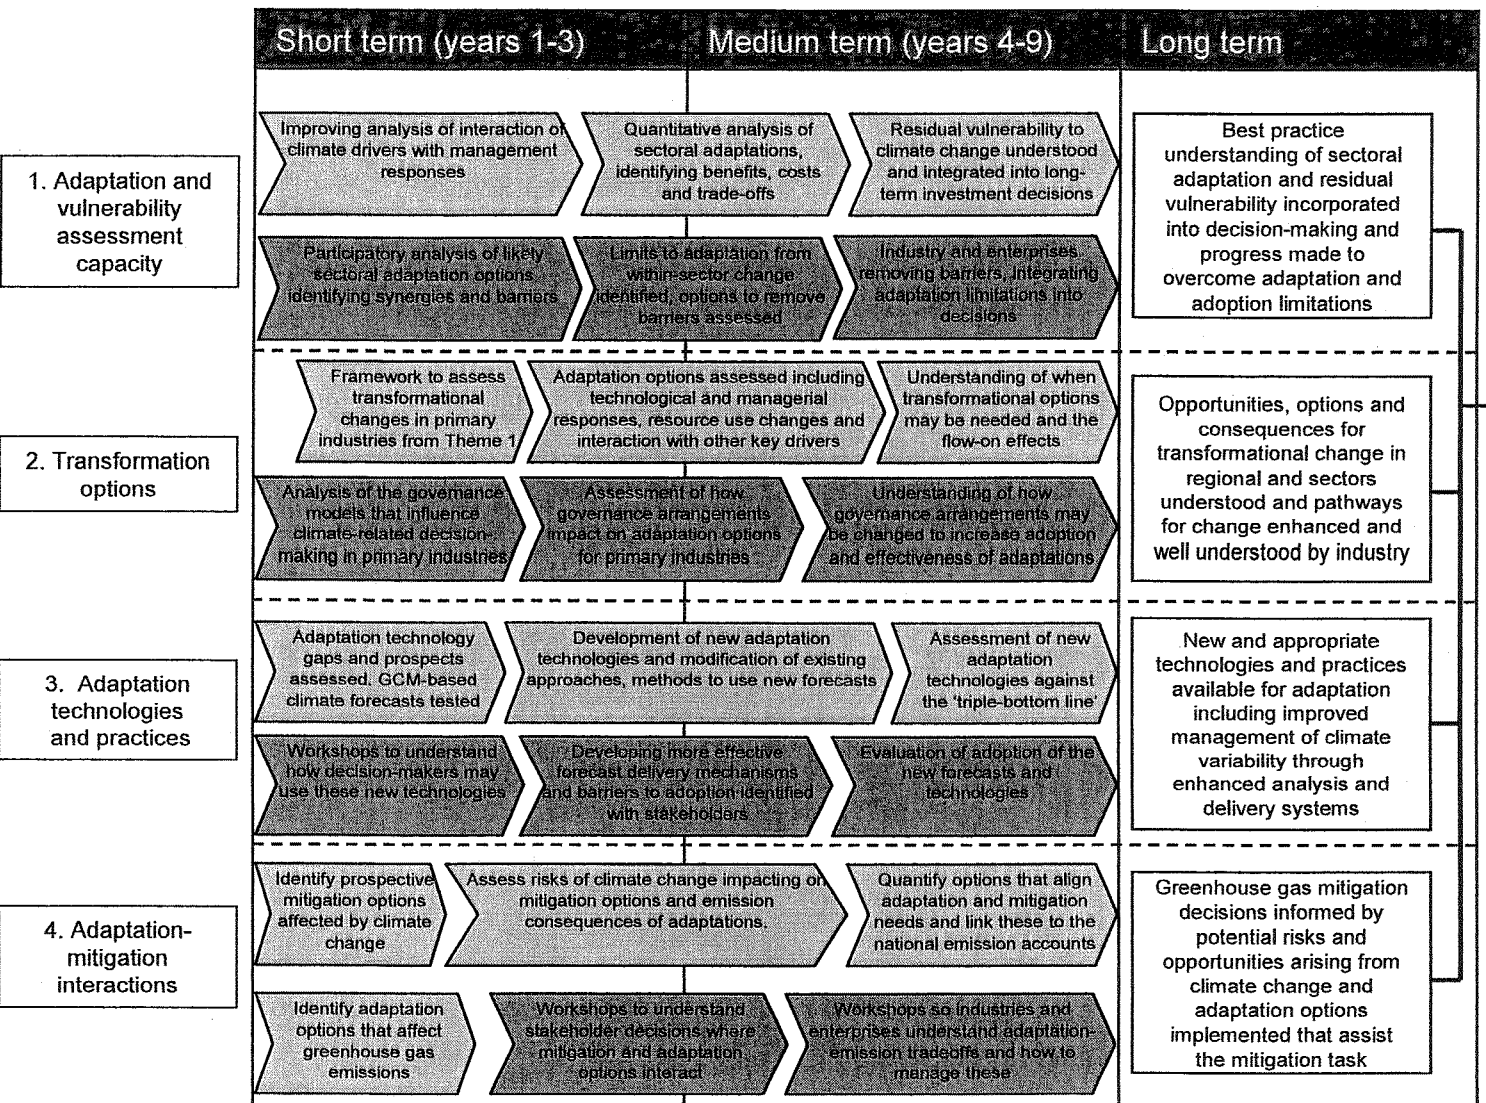 Short term (years 1-3)
Medium term (years 4-9)
Long term
1. Adaptation and
vulnerability
assessment
capacity
Improving analysis of interaction of
climate drivers with management
responses
Quantitative analysis of
sectoral adaptations,
identifying benefits, costs
and trade-offs
Residual vulnerability to
climate change understood
and integrated into long-
term investment decisions
Participatory analysis of likely
sectoral adaptation options
identifying synergies and barriers
Limits to adaptation from
within-sector change
identified, options to remove
barriers assessed
Industry and enterprises
removing barriers, integrating
adaptation limitations into
decisions
Best practice
understanding of sectoral
adaptation and residual
vulnerability incorporated
into decision-making and
progress made to
overcome adaptation and
adoption limitations
2. Transformation
options
Framework to assess
transformational
changes in primary
industries from Theme 1
Adaptation options assessed including
technological and managerial
responses, resource use changes and
interaction with other key drivers
Understanding of when
transformational options
may be needed and the
flow-on effects
Analysis of the governance
models that influence
climate-related decision-
making in primary industries
Assessment of how
governance arrangements
impact on adaptation options
for primary industries
Understanding of how
governance arrangements may
be changed to increase adoption
and effectiveness of adaptations
Opportunities, options and
consequences for
transformational change in
regional and sectors
understood and pathways
for change enhanced and
well understood by industry
3. Adaptation
technologies
and practices
Adaptation technology
gaps and prospects
assessed. GCM-based
climate forecasts tested
Development of new adaptation
technologies and modification of existing
approaches, methods to use new forecasts
Assessment of new
adaptation
technologies against
the 'triple-bottom line'
Workshops to understand
how decision-makers may
use these new technologies
Developing more effective
forecast delivery mechanisms
and barriers to adoption identified
with stakeholders
Evaluation of adoption of the
new forecasts and
technologies
New and appropriate
technologies and practices
available for adaptation
including improved
management of climate
variability through
enhanced analysis and
delivery systems
4. Adaptation-
mitigation
interactions
Identify prospective
mitigation options
affected by climate
change
Assess risks of climate change impacting on
mitigation options and emission
consequences of adaptations.
Quantify options that align
adaptation and mitigation
needs and link these to the
national emission accounts
Identify adaptation
options that affect
greenhouse gas
emissions
Workshops to understand
stakeholder decisions where
mitigation and adaptation
options interact
Workshops so industries and
enterprises understand adaptation-
emission tradeoffs and how to
manage these
Greenhouse gas mitigation
decisions informed by
potential risks and
opportunities arising from
climate change and
adaptation options
implemented that assist
the mitigation task